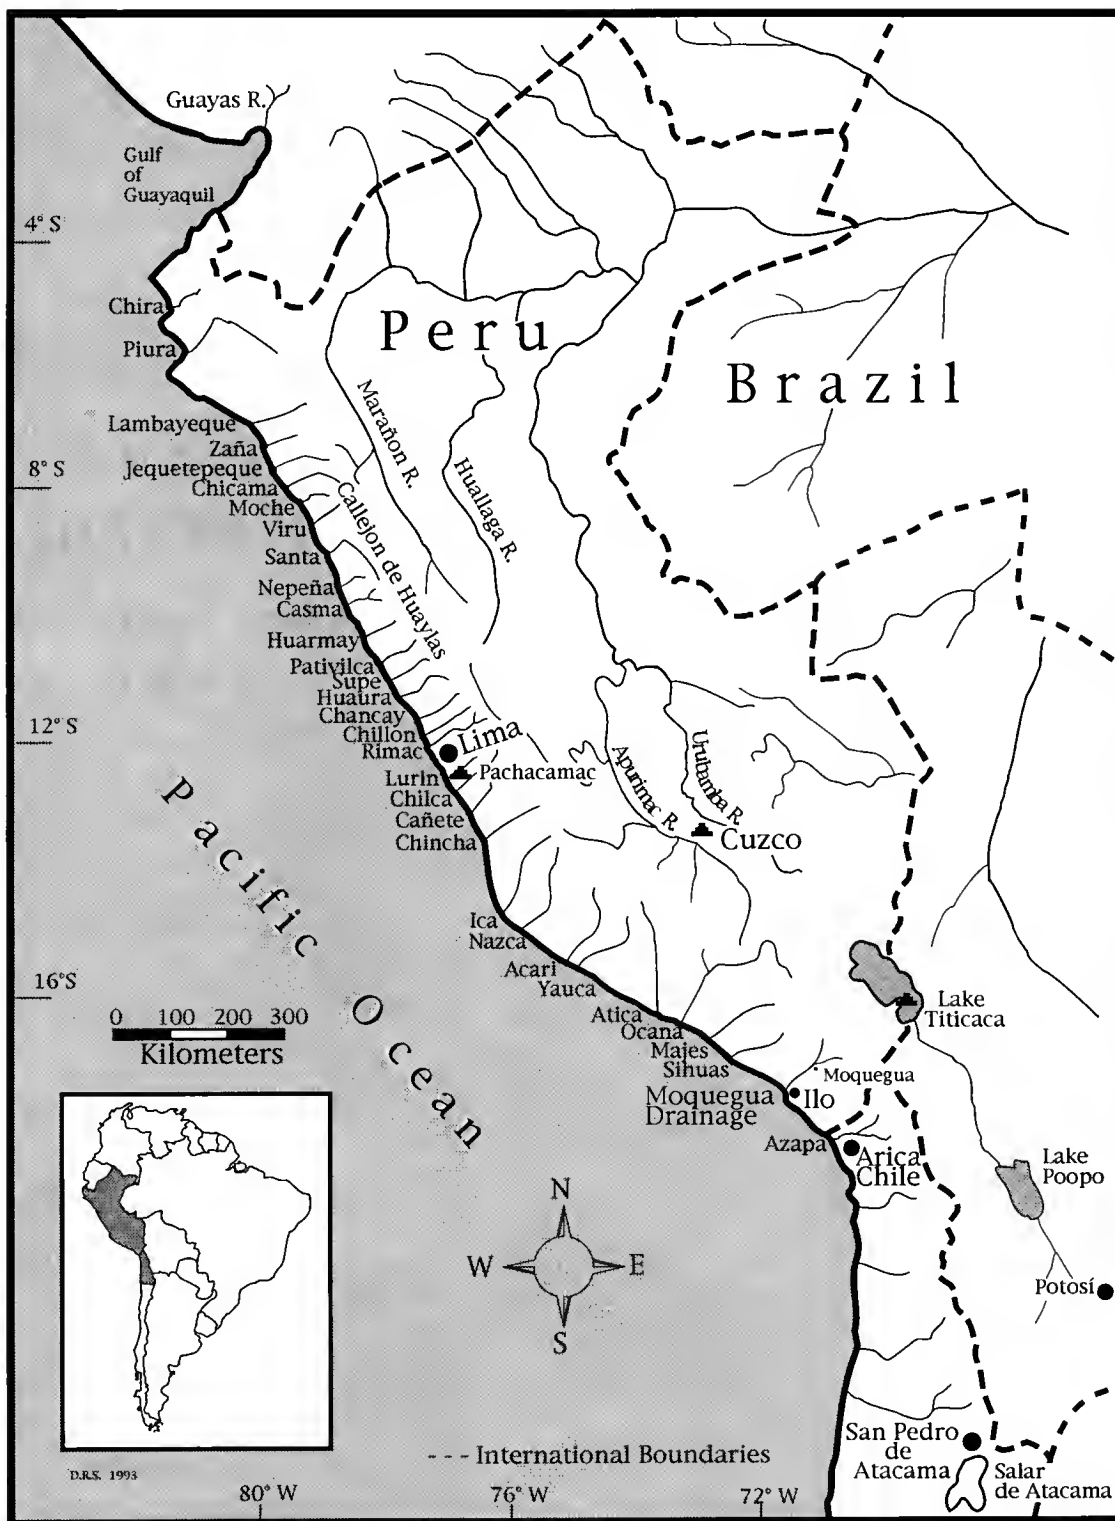 Guayas R.
Gulf
of
Guayaquil
4° S
Chira
Piura
Peru
Brazil
Marañon R.
Huallaga R.
Callejon de Huaylas
Lambayeque
Zaña
8° S
Jequetepeque
Chicama
Moche
Viru
Santa
Nepeña
Casma
Huarmay
Pativilca
Supe
Huaura
Chancay
12° S
Chillon
Rimac
Lima
Lurin
Pachacamac
Chilca
Cañete
Chincha
Apurimac R.
Urubamba R.
Cuzco
Pacific Ocean
Ica
Nazca
Acari
Yauca
16°S
Atica
Ocana
Majes
Sihuas
Lake
Titicaca
0 100 200 300
Kilometers
Moquegua
Moquegua
Drainage
Ilo
Azapa
Arica
Chile
Lake
Poopo
N
W E
S
Potosí
San Pedro
de
Atacama
Salar
de Atacama
--- International Boundaries
D.R.S. 1993
80° W
76° W
72° W